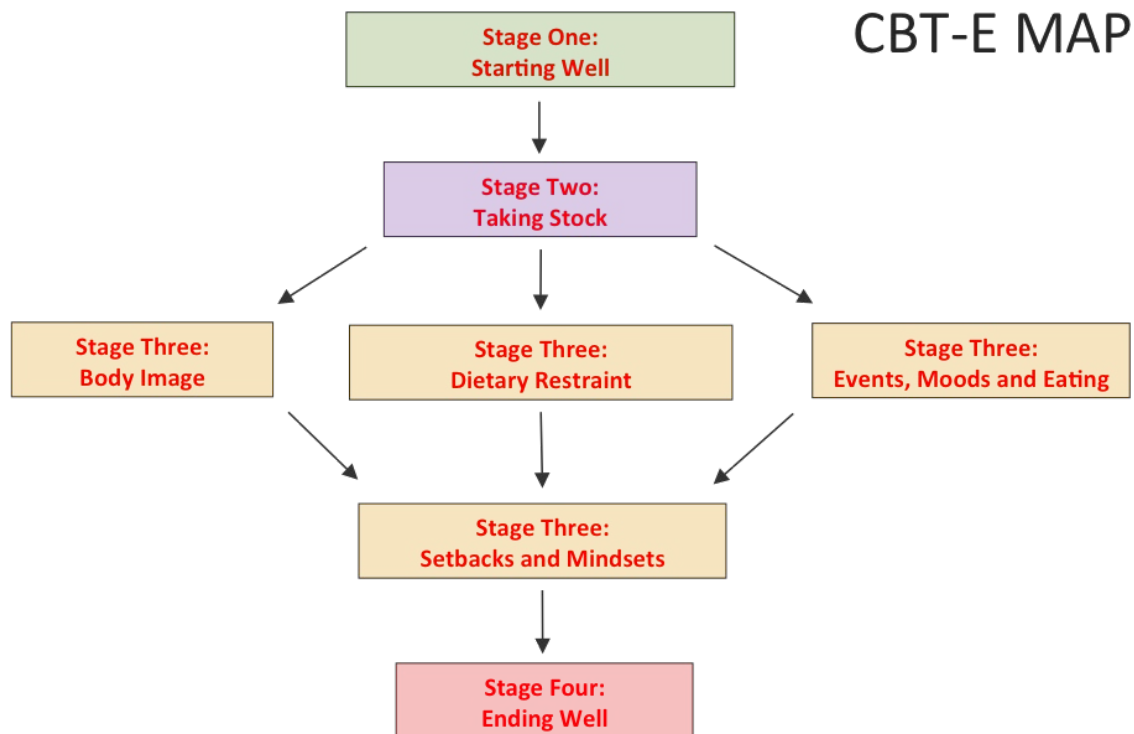 CBT-E MAP
Stage One:
Starting Well
Stage Two:
Taking Stock
Stage Three:
Body Image
Stage Three:
Dietary Restraint
Stage Three:
Events, Moods and Eating
Stage Three:
Setbacks and Mindsets
Stage Four:
Ending Well